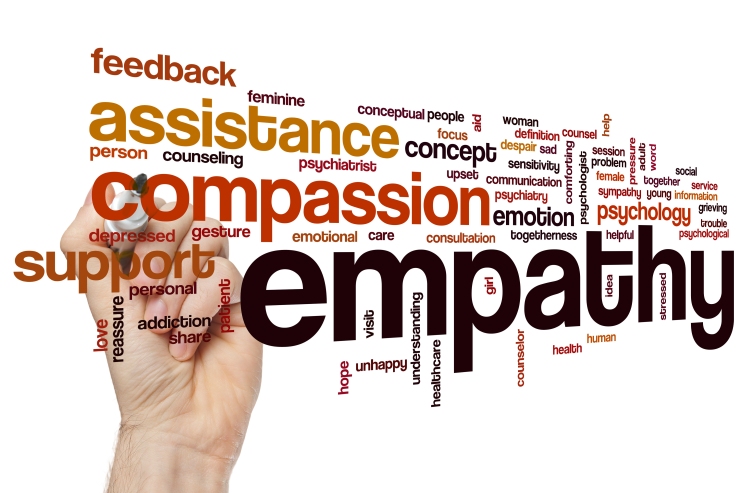 feedback
feminine
conceptual people aid woman help
assistance
focus definition counsel
person counseling concept despair sad comforting psychologist session pressure adult word
psychiatrist sensitivity problem
upset communication female together social service
compassion psychiatry sympathy young information
emotion psychology grieving
trouble
depressed gesture emotional care consultation togetherness helpful psychological
support empathy
personal patient girl idea stressed
love reassure addiction visit understanding
share
hope unhappy healthcare counselor health human